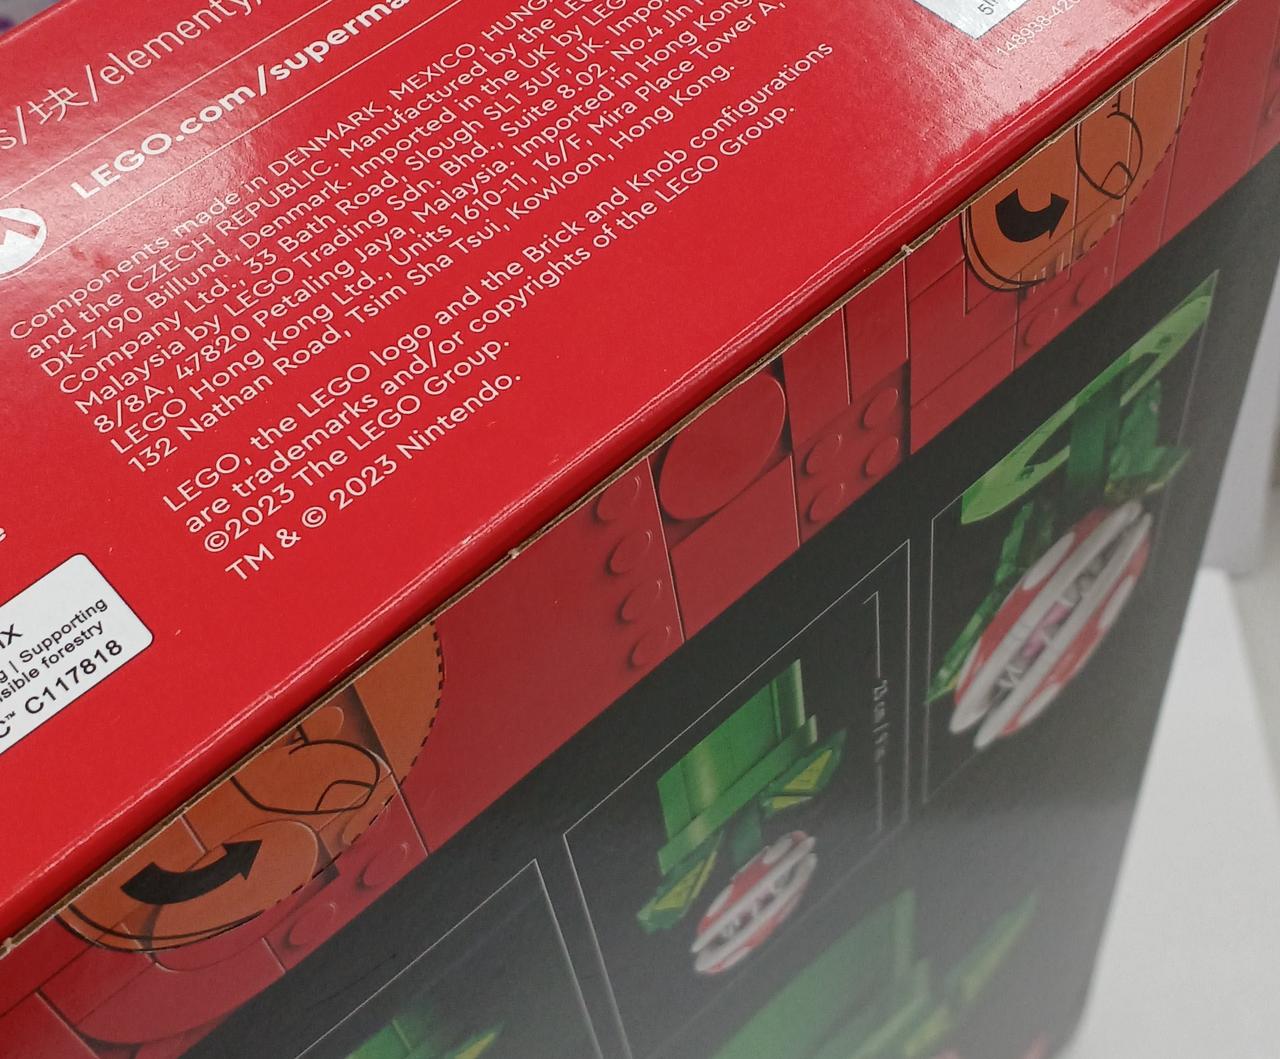 s/块/elementy/
LEGO.com/superma
Components made in DENMARK, MEXICO, HUNG
and the CZECH REPUBLIC. Manufactured by the LEG
DK-7190 Billund, Denmark. Imported in the UK by LEG
Company Ltd., 33 Bath Road, Slough SL1 3UF, UK. Impo
Malaysia by LEGO Trading Sdn. Bhd., Suite 8.02, No.4 Jln
8/8A, 47820 Petaling Jaya, Malaysia. Imported in Hong Kong
LEGO Hong Kong Ltd., Units 1610-11, 16/F, Mira Place Tower A,
132 Nathan Road, Tsim Sha Tsui, Kowloon, Hong Kong.
LEGO, the LEGO logo and the Brick and Knob configurations
are trademarks and/or copyrights of the LEGO Group.
©2023 The LEGO Group.
TM & © 2023 Nintendo.
IX
g | Supporting
nsible forestry
C™ C117818